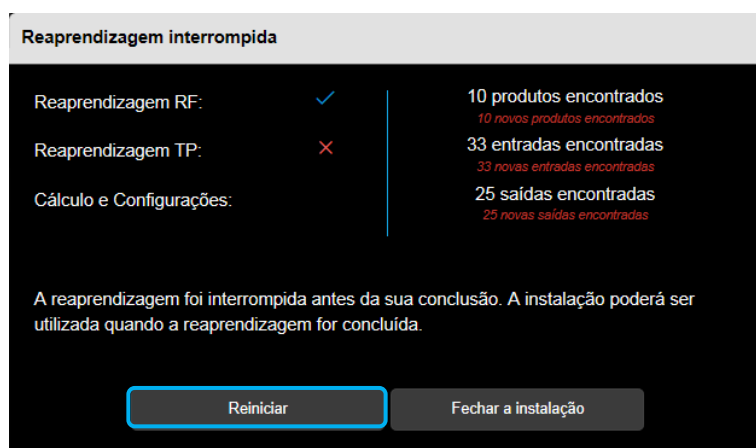 Reaprendizagem interrompida
Reaprendizagem RF:
10 produtos encontrados
10 novos produtos encontrados
Reaprendizagem TP:
33 entradas encontradas
33 novas entradas encontradas
Cálculo e Configurações:
25 saídas encontradas
25 novas saídas encontradas
A reaprendizagem foi interrompida antes da sua conclusão. A instalação poderá ser
utilizada quando a reaprendizagem for concluída.
Reiniciar
Fechar a instalação